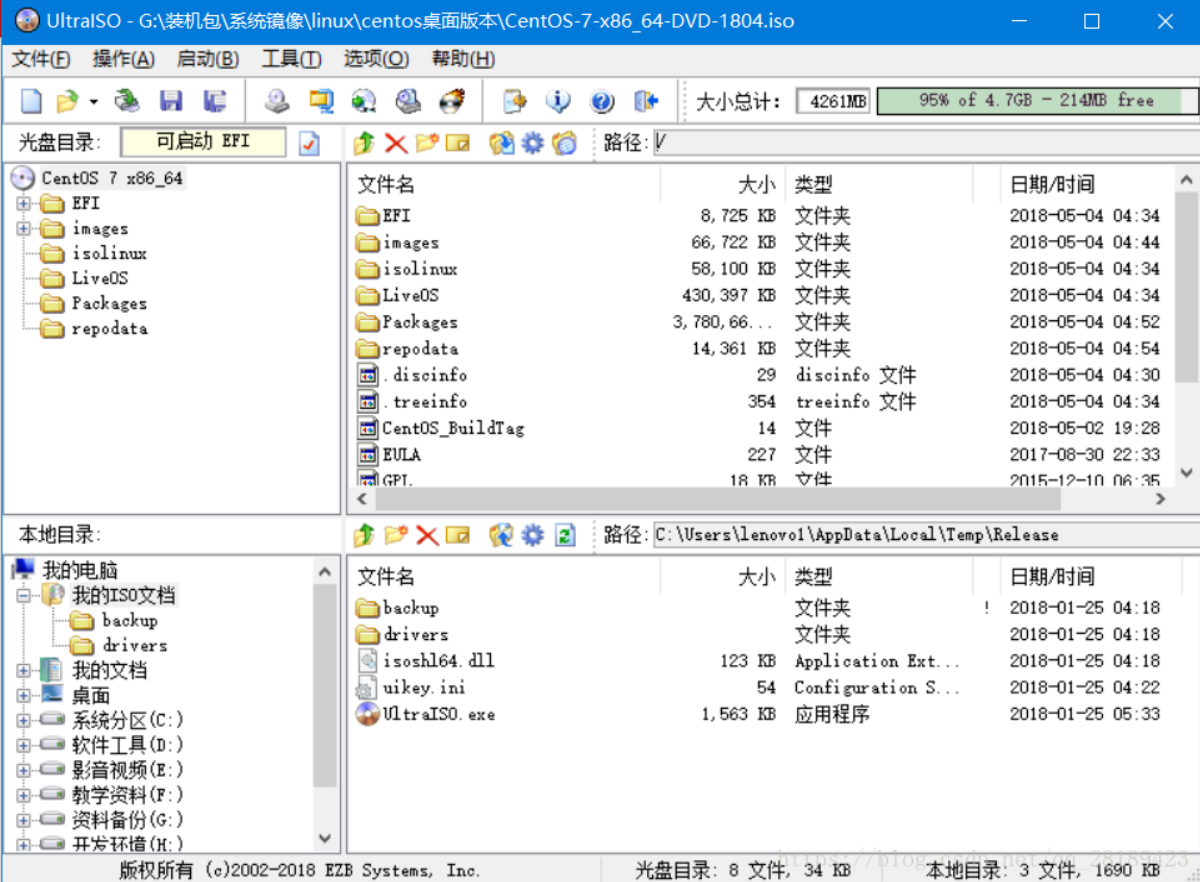 UltraISO - G:\装机包\系统镜像\linux\centos桌面版本\CentOS-7-x86_64-DVD-1804.iso
文件(F) 操作(A) 启动(B) 工具(T) 选项(O) 帮助(H)
大小总计: 4261MB 95% of 4.7GB - 214MB free
光盘目录: 可启动 EFI 路径: /
CentOS 7 x86_64
EFI
images
isolinux
LiveOS
Packages
repodata
文件名 大小 类型 日期/时间
EFI 8,725 KB 文件夹 2018-05-04 04:34
images 66,722 KB 文件夹 2018-05-04 04:44
isolinux 58,100 KB 文件夹 2018-05-04 04:34
LiveOS 430,397 KB 文件夹 2018-05-04 04:34
Packages 3,780,66... 文件夹 2018-05-04 04:52
repodata 14,361 KB 文件夹 2018-05-04 04:54
.discinfo 29 discinfo 文件 2018-05-04 04:30
.treeinfo 354 treeinfo 文件 2018-05-04 04:34
CentOS_BuildTag 14 文件 2018-05-02 19:28
EULA 227 文件 2017-08-30 22:33
GPL 18 KB 文件 2015-12-10 06:35
本地目录: 路径: C:\Users\lenovo1\AppData\Local\Temp\Release
我的电脑
我的ISO文档
backup
drivers
我的文档
桌面
系统分区(C:)
软件工具(D:)
影音视频(E:)
教学资料(F:)
资料备份(G:)
开发环境(H:)
文件名 大小 类型 日期/时间
backup 文件夹 ! 2018-01-25 04:18
drivers 文件夹 2018-01-25 04:18
isoshl64.dll 123 KB Application Ext... 2018-01-25 04:18
uikey.ini 54 Configuration S... 2018-01-25 04:22
UltraISO.exe 1,563 KB 应用程序 2018-01-25 05:33
版权所有 (c)2002-2018 EZB Systems, Inc. 光盘目录: 8 文件, 34 KB 本地目录: 3 文件, 1690 KB
https://blog.csdn.net/qq_28189423